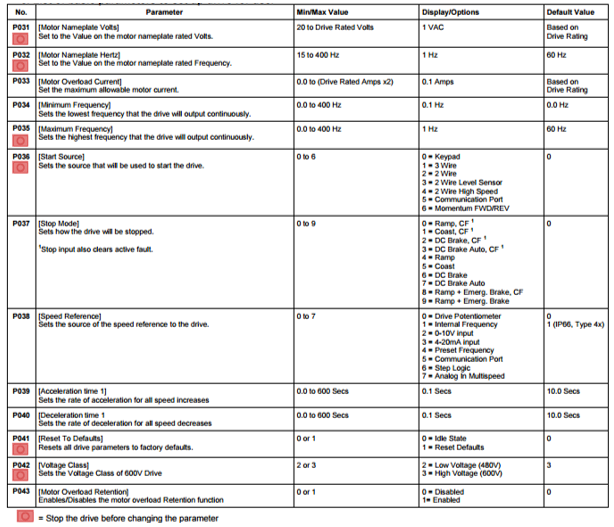 No. Parameter Min/Max Value Display/Options Default Value
P031 [Motor Nameplate Volts] 20 to Drive Rated Volts 1 VAC Based on
Set to the Value on the motor nameplate rated Volts. Drive Rating
P032 [Motor Nameplate Hertz] 15 to 400 Hz 1 Hz 60 Hz
Set to the Value on the motor nameplate rated Frequency.
P033 [Motor Overload Current] 0.0 to (Drive Rated Amps x2) 0.1 Amps Based on
Set the maximum allowable motor current. Drive Rating
P034 [Minimum Frequency] 0.0 to 400 Hz 0.1 Hz 0.0 Hz
Sets the lowest frequency that the drive will output continuously.
P035 [Maximum Frequency] 0.0 to 400 Hz 1 Hz 60 Hz
Sets the highest frequency that the drive will output continuously.
P036 [Start Source] 0 to 6 0 = Keypad 0
Sets the source that will be used to start the drive. 1 = 3 Wire
2 = 2 Wire
3 = 2 Wire Level Sensor
4 = 2 Wire High Speed
5 = Communication Port
6 = Momentum FWD/REV
P037 [Stop Mode] 0 to 9 0 = Ramp, CF 1 0
Sets how the drive will be stopped. 1 = Coast, CF 1
2 = DC Brake, CF 1
1Stop input also clears active fault. 3 = DC Brake Auto, CF 1
4 = Ramp
5 = Coast
6 = DC Brake
7 = DC Brake Auto
8 = Ramp + Emerg. Brake, CF
9 = Ramp + Emerg. Brake
P038 [Speed Reference] 0 to 7 0 = Drive Potentiometer 0
Sets the source of the speed reference to the drive. 1 = Internal Frequency 1 (IP66, Type 4x)
2 = 0-10V input
3 = 4-20mA input
4 = Preset Frequency
5 = Communication Port
6 = Step Logic
7 = Analog In Multispeed
P039 [Acceleration time 1] 0.0 to 600 Secs 0.1 Secs 10.0 Secs
Sets the rate of acceleration for all speed increases
P040 [Deceleration time 1 0.0 to 600 Secs 0.1 Secs 10.0 Secs
Sets the rate of deceleration for all speed decreases
P041 [Reset To Defaults] 0 or 1 0 = Idle State 0
Resets all drive parameters to factory defaults. 1 = Reset Defaults
P042 [Voltage Class] 2 or 3 2 = Low Voltage (480V) 3
Sets the Voltage Class of 600V Drive 3 = High Voltage (600V)
P043 [Motor Overload Retention] 0 or 1 0 = Disabled 0
Enables/Disables the motor overload Retention function 1= Enabled
= Stop the drive before changing the parameter